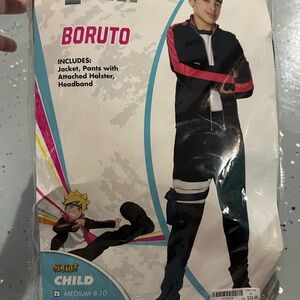 BORUTO
INCLUDES:
Jacket, Pants with
Attached Holster,
Headband
CHILD
MEDIUM 8-10